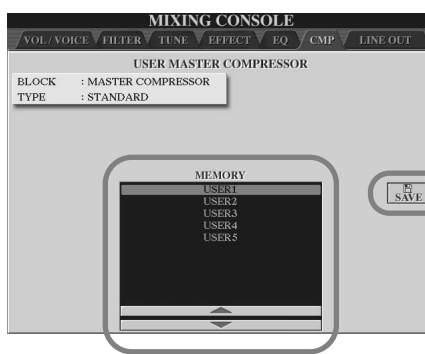 MIXING CONSOLE
VOL / VOICE FILTER TUNE EFFECT EQ CMP LINE OUT
USER MASTER COMPRESSOR
BLOCK : MASTER COMPRESSOR
TYPE : STANDARD
MEMORY
USER1
USER2
USER3
USER4
USER5
SAVE